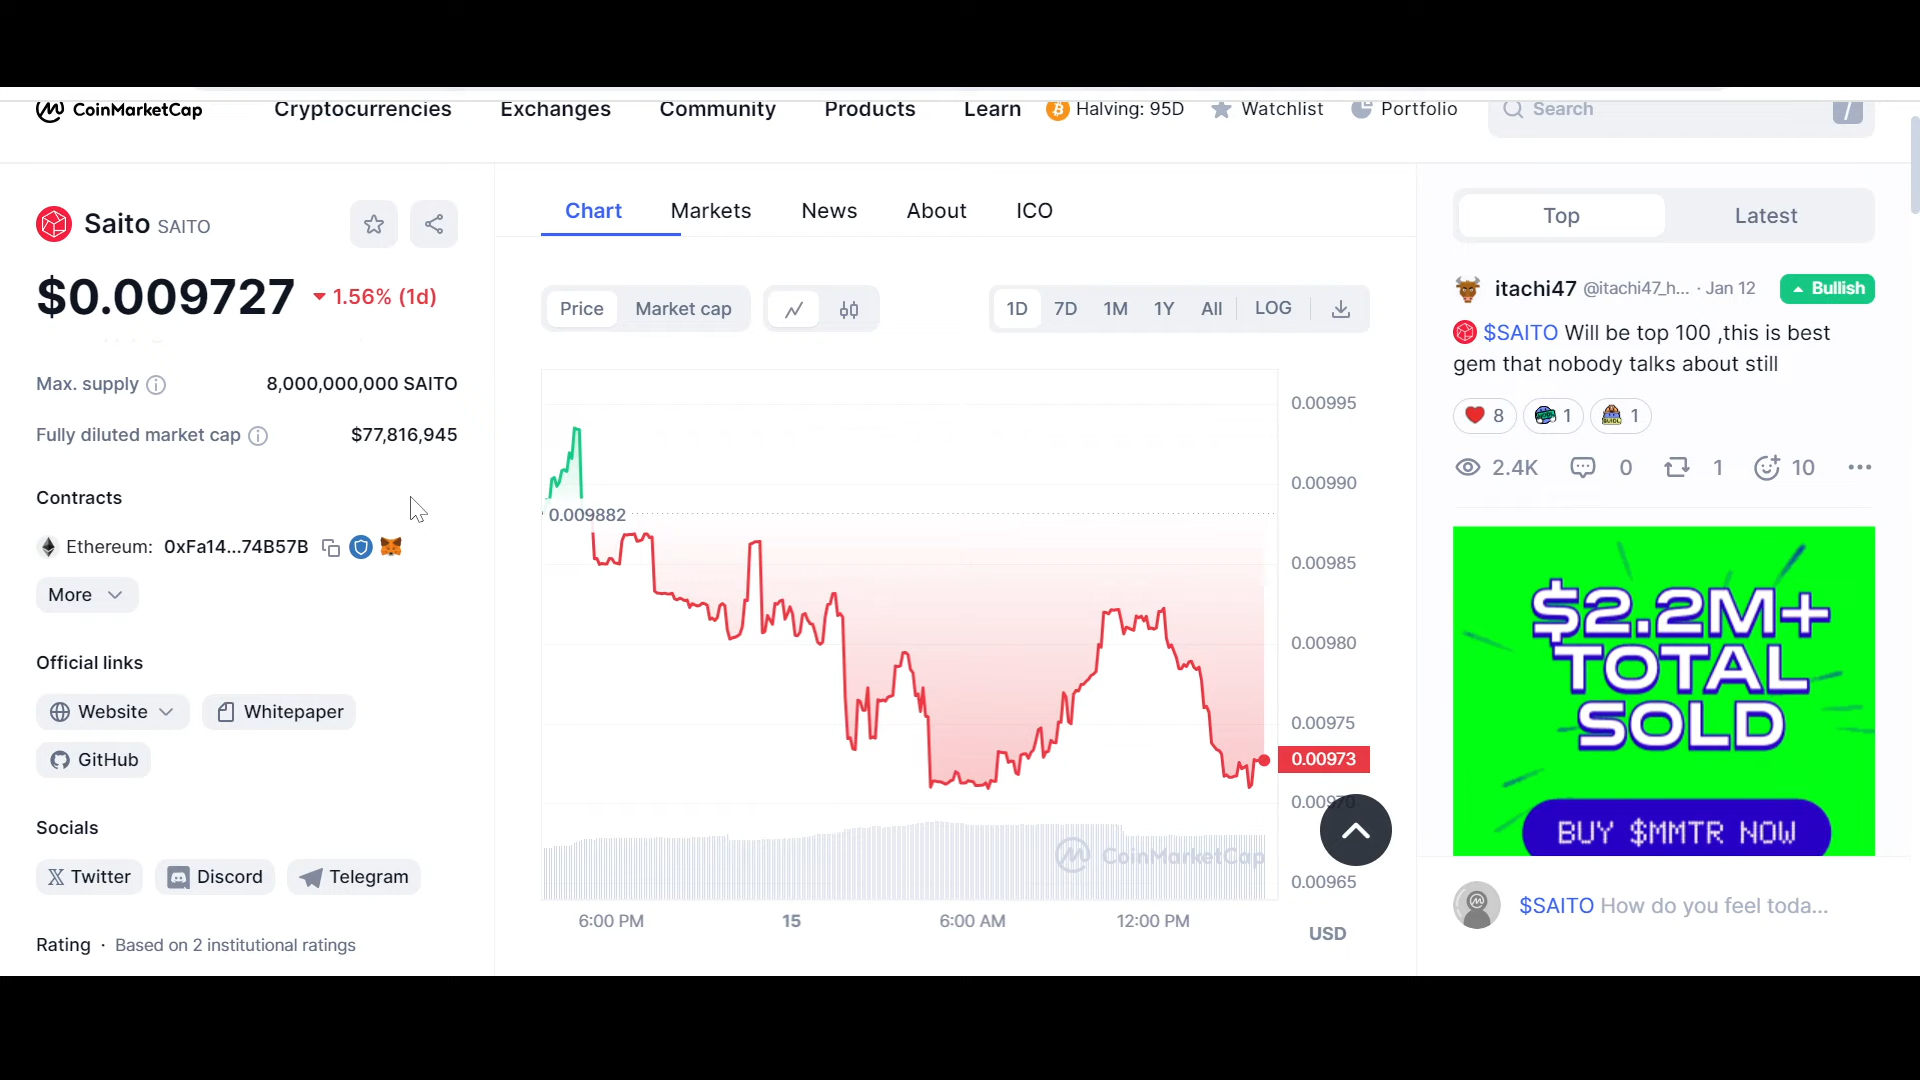 CoinMarketCap
Cryptocurrencies
Exchanges
Community
Products
Learn
Halving: 95D
Watchlist
Portfolio
Search
/
Saito SAITO
$0.009727 1.56% (1d)
Max. supply 8,000,000,000 SAITO
Fully diluted market cap $77,816,945
Contracts
Ethereum: 0xFa14...74B57B
More
Official links
Website
Whitepaper
GitHub
Socials
Twitter
Discord
Telegram
Rating · Based on 2 institutional ratings
Chart
Markets
News
About
ICO
Price
Market cap
1D
7D
1M
1Y
All
LOG
0.009882
0.00995
0.00990
0.00985
0.00980
0.00975
0.00973
0.00970
0.00965
CoinMarketCap
6:00 PM
15
6:00 AM
12:00 PM
USD
Top
Latest
itachi47 @itachi47_h... · Jan 12 Bullish
$SAITO Will be top 100 ,this is best
gem that nobody talks about still
8
1
1
2.4K
0
1
10
$2.2M+
TOTAL
SOLD
BUY $MMTR NOW
$SAITO How do you feel toda...